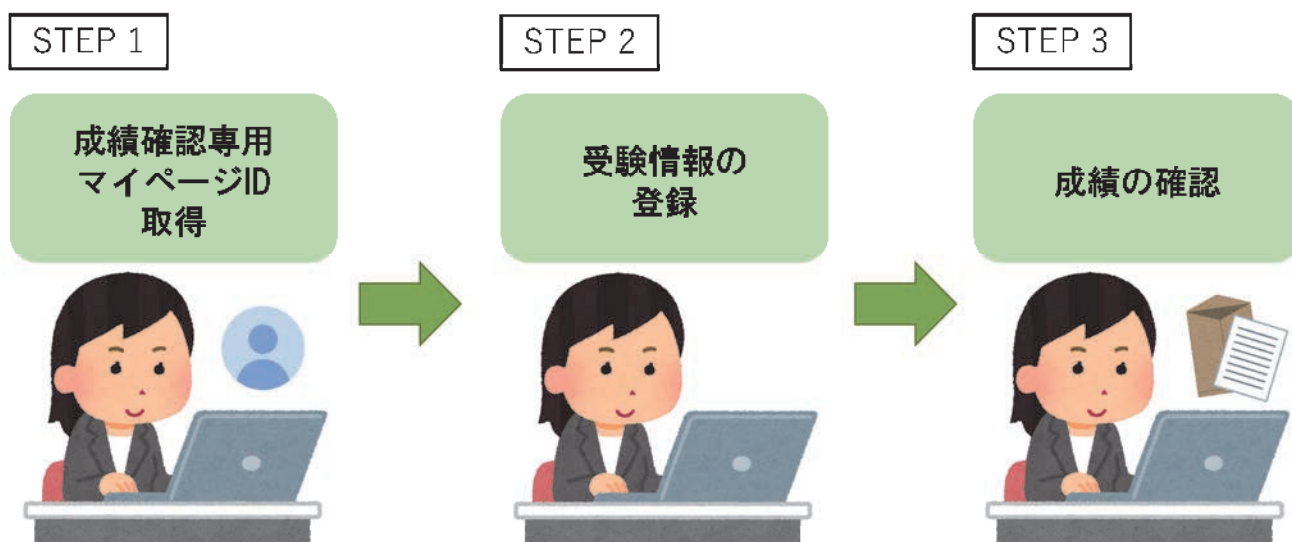 STEP 1
成績確認専用
マイページID
取得
STEP 2
受験情報の
登録
STEP 3
成績の確認